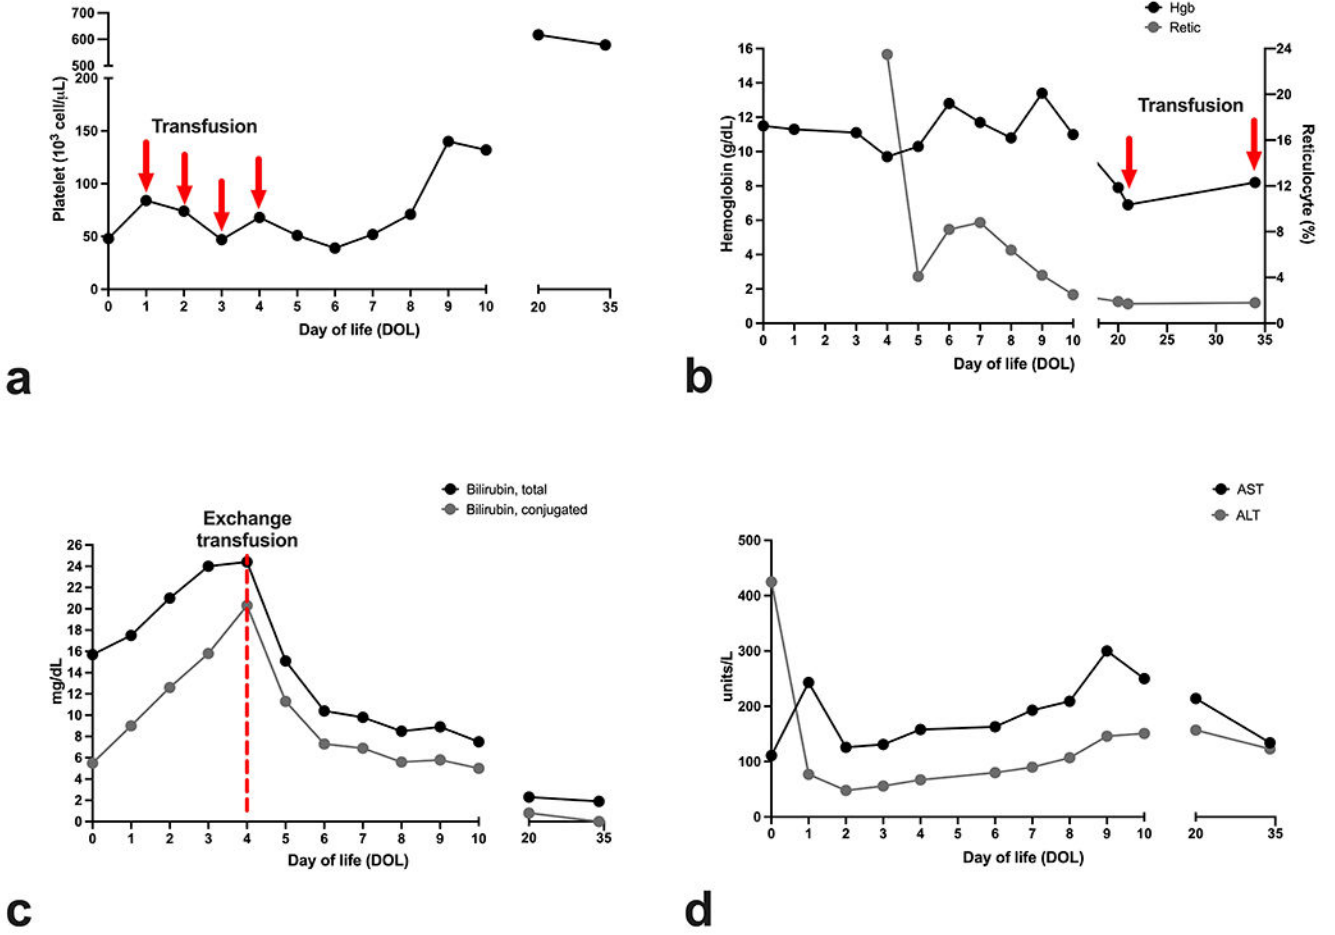 700
600
500
200
150
100
50
0
Platelet (10³ cell/μL)
Transfusion
0 1 2 3 4 5 6 7 8 9 10 20 35
Day of life (DOL)
a
Hgb
Retic
16
14
12
10
8
6
4
2
0
Hemoglobin (g/dL)
Transfusion
24
20
16
12
8
4
0
Reticulocyte (%)
0 1 2 3 4 5 6 7 8 9 10 20 25 30 35
Day of life (DOL)
b
Bilirubin, total
Bilirubin, conjugated
Exchange
transfusion
26
24
22
20
18
16
14
12
10
8
6
4
2
0
mg/dL
0 1 2 3 4 5 6 7 8 9 10 20 35
Day of life (DOL)
c
AST
ALT
500
400
300
200
100
0
units/L
0 1 2 3 4 5 6 7 8 9 10 20 35
Day of life (DOL)
d